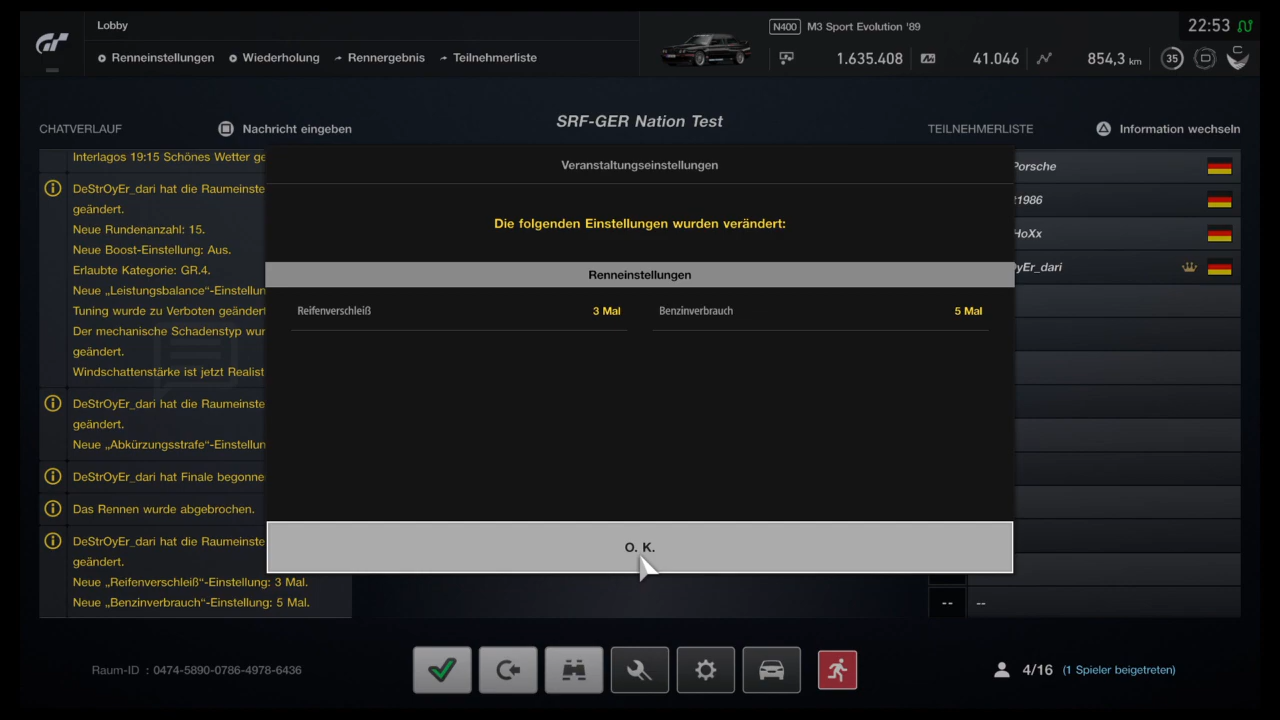 Lobby
N400 M3 Sport Evolution '89
22:53
Renneinstellungen Wiederholung Rennergebnis Teilnehmerliste
1.635.408 41.046 854,3 km 35 D C
CHATVERLAUF Nachricht eingeben
SRF-GER Nation Test
TEILNEHMERLISTE Information wechseln
Interlagos 19:15 Schönes Wetter ge
DeStrOyEr_dari hat die Raumeinste
geändert.
Neue Rundenanzahl: 15.
Neue Boost-Einstellung: Aus.
Erlaubte Kategorie: GR.4.
Neue „Leistungsbalance“-Einstellun
Tuning wurde zu Verboten geändert
Der mechanische Schadenstyp wur
geändert.
Windschattenstärke ist jetzt Realist
DeStrOyEr_dari hat die Raumeinste
geändert.
Neue „Abkürzungsstrafe“-Einstellun
DeStrOyEr_dari hat Finale begonne
Das Rennen wurde abgebrochen.
DeStrOyEr_dari hat die Raumeinste
geändert.
Neue „Reifenverschleiß“-Einstellung: 3 Mal.
Neue „Benzinverbrauch“-Einstellung: 5 Mal.
Veranstaltungseinstellungen
Die folgenden Einstellungen wurden verändert:
Renneinstellungen
Reifenverschleiß 3 Mal Benzinverbrauch 5 Mal
O. K.
Porsche
1986
HoXx
yEr_dari
-- --
Raum-ID : 0474-5890-0786-4978-6436
4/16 (1 Spieler beigetreten)